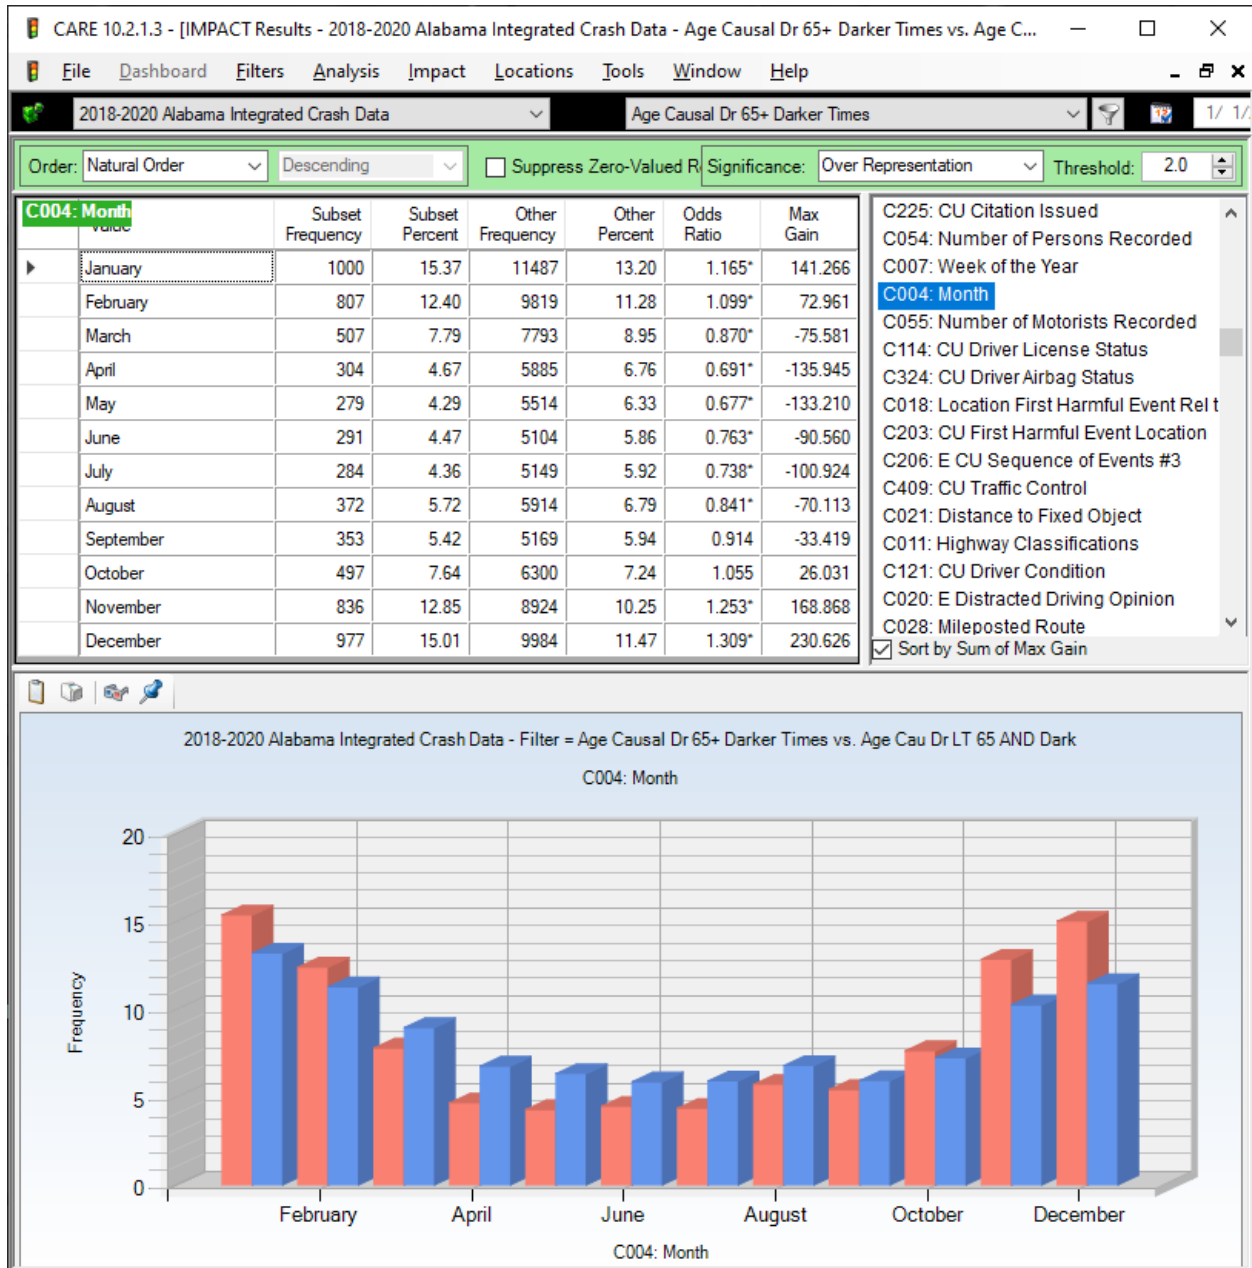 CARE 10.2.1.3 - [IMPACT Results - 2018-2020 Alabama Integrated Crash Data - Age Causal Dr 65+ Darker Times vs. Age C...
File Dashboard Filters Analysis Impact Locations Tools Window Help
2018-2020 Alabama Integrated Crash Data Age Causal Dr 65+ Darker Times 1/ 1/
Order: Natural Order Descending Suppress Zero-Valued R Significance: Over Representation Threshold: 2.0
C004: Month Subset Frequency Subset Percent Other Frequency Other Percent Odds Ratio Max Gain
January 1000 15.37 11487 13.20 1.165* 141.266
February 807 12.40 9819 11.28 1.099* 72.961
March 507 7.79 7793 8.95 0.870* -75.581
April 304 4.67 5885 6.76 0.691* -135.945
May 279 4.29 5514 6.33 0.677* -133.210
June 291 4.47 5104 5.86 0.763* -90.560
July 284 4.36 5149 5.92 0.738* -100.924
August 372 5.72 5914 6.79 0.841* -70.113
September 353 5.42 5169 5.94 0.914 -33.419
October 497 7.64 6300 7.24 1.055 26.031
November 836 12.85 8924 10.25 1.253* 168.868
December 977 15.01 9984 11.47 1.309* 230.626
C225: CU Citation Issued
C054: Number of Persons Recorded
C007: Week of the Year
C004: Month
C055: Number of Motorists Recorded
C114: CU Driver License Status
C324: CU Driver Airbag Status
C018: Location First Harmful Event Rel t
C203: CU First Harmful Event Location
C206: E CU Sequence of Events #3
C409: CU Traffic Control
C021: Distance to Fixed Object
C011: Highway Classifications
C121: CU Driver Condition
C020: E Distracted Driving Opinion
C028: Mileposted Route
Sort by Sum of Max Gain
2018-2020 Alabama Integrated Crash Data - Filter = Age Causal Dr 65+ Darker Times vs. Age Cau Dr LT 65 AND Dark
C004: Month
20
15
10
5
0
Frequency
February April June August October December
C004: Month